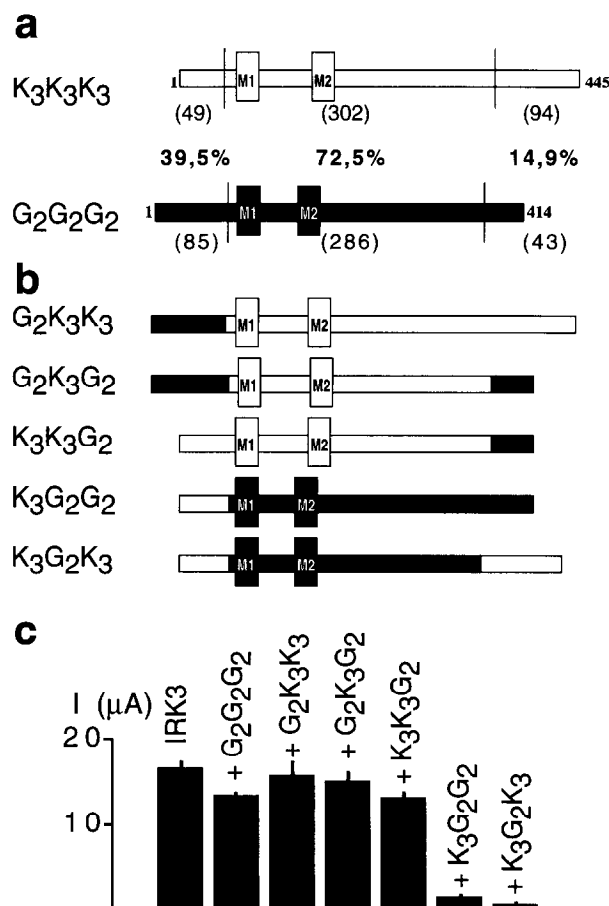 a
K3K3K3 1 M1 M2 445
(49) (302) (94)
39,5% 72,5% 14,9%
G2G2G2 1 M1 M2 414
(85) (286) (43)
b
G2K3K3 M1 M2
G2K3G2 M1 M2
K3K3G2 M1 M2
K3G2G2 M1 M2
K3G2K3 M1 M2
c
I (μA)
20
10
IRK3
+ G2G2G2
+ G2K3K3
+ G2K3G2
+ K3K3G2
+ K3G2G2
+ K3G2K3